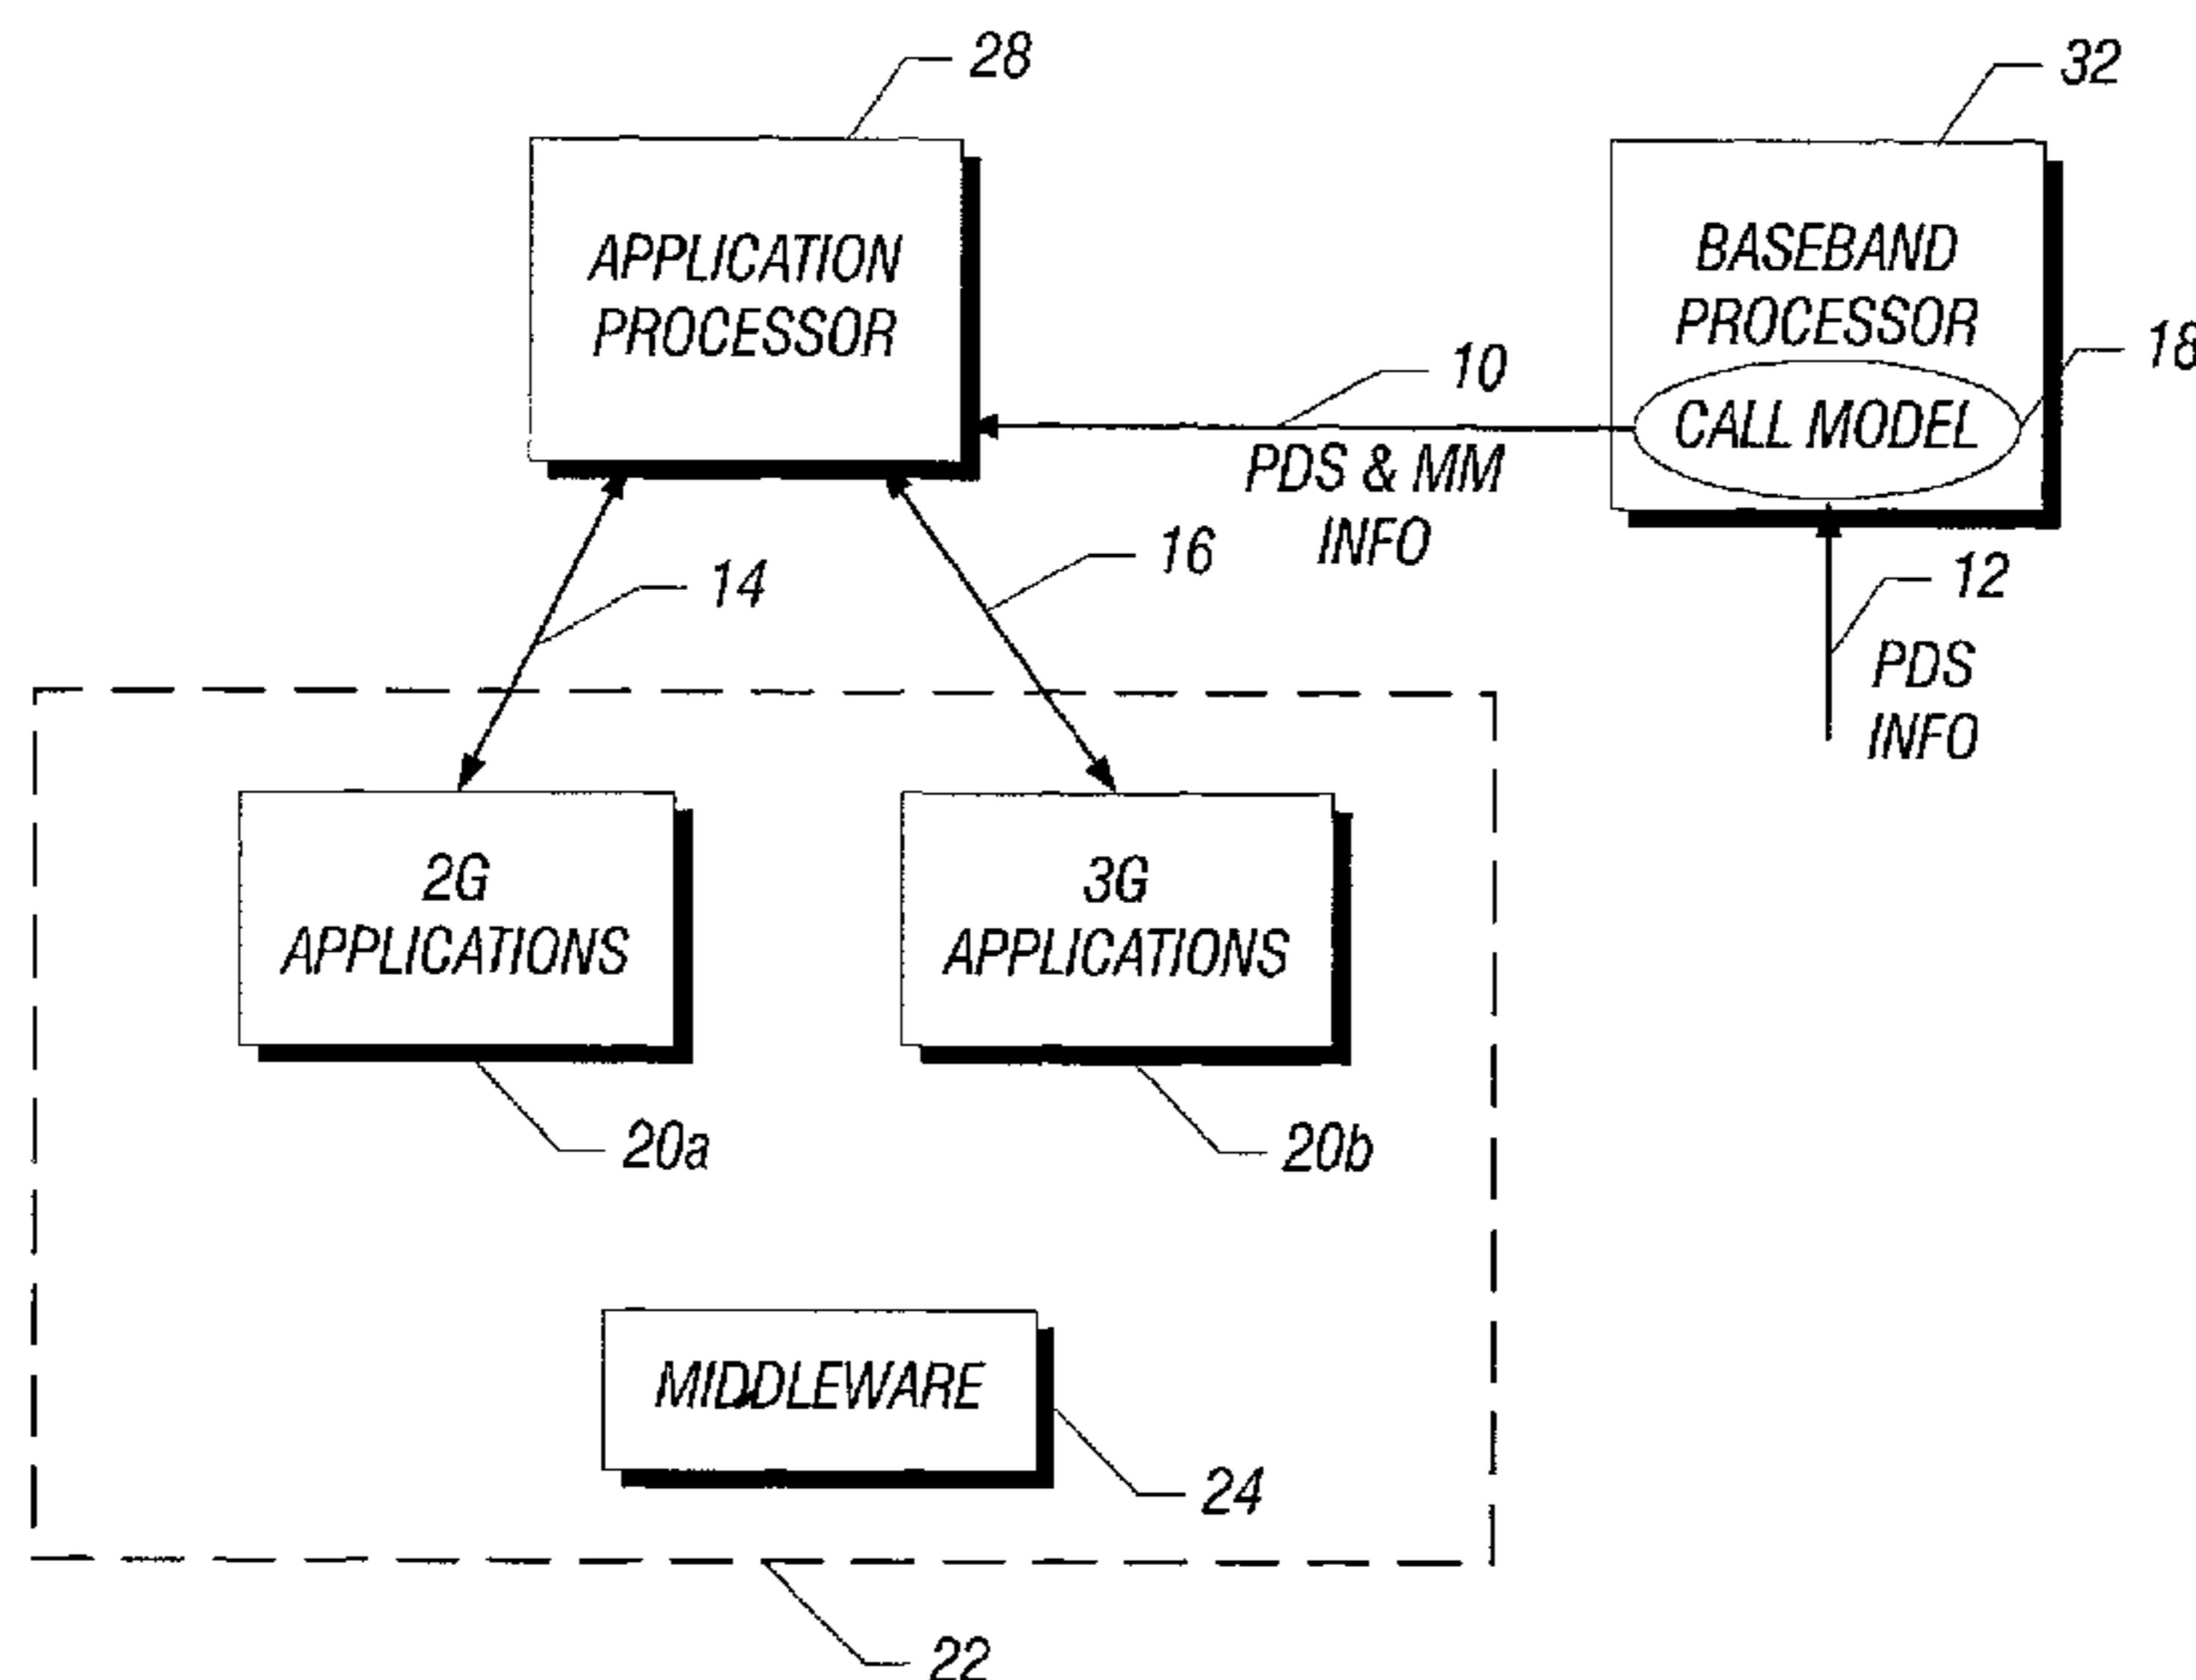 28
32
APPLICATION
PROCESSOR
BASEBAND
PROCESSOR
18
CALL MODEL
10
PDS & MM
INFO
16
14
12
PDS
INFO
2G
APPLICATIONS
3G
APPLICATIONS
20a
20b
MIDDLEWARE
24
22